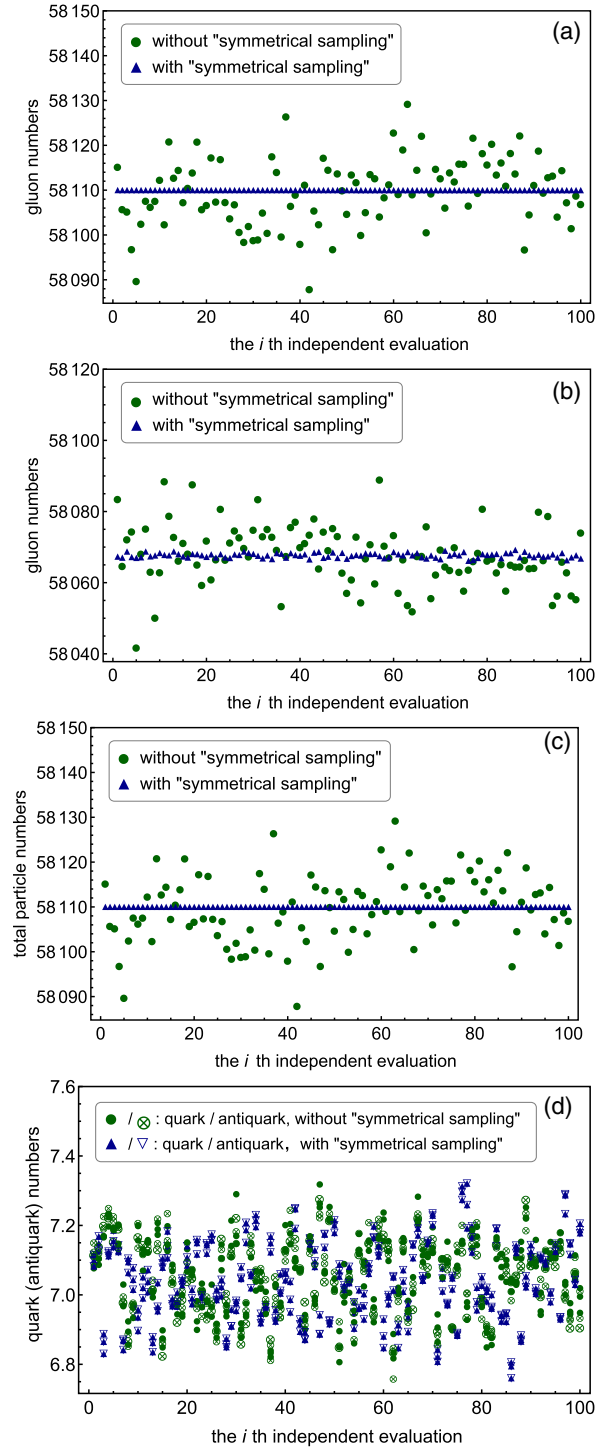 (a)
without "symmetrical sampling"
with "symmetrical sampling"
gluon numbers
58 150
58 140
58 130
58 120
58 110
58 100
58 090
0 20 40 60 80 100
the i th independent evaluation
(b)
without "symmetrical sampling"
with "symmetrical sampling"
gluon numbers
58 120
58 100
58 080
58 060
58 040
0 20 40 60 80 100
the i th independent evaluation
(c)
without "symmetrical sampling"
with "symmetrical sampling"
total particle numbers
58 150
58 140
58 130
58 120
58 110
58 100
58 090
0 20 40 60 80 100
the i th independent evaluation
(d)
/ : quark / antiquark, without "symmetrical sampling"
/ : quark / antiquark, with "symmetrical sampling"
quark (antiquark) numbers
7.6
7.4
7.2
7.0
6.8
0 20 40 60 80 100
the i th independent evaluation